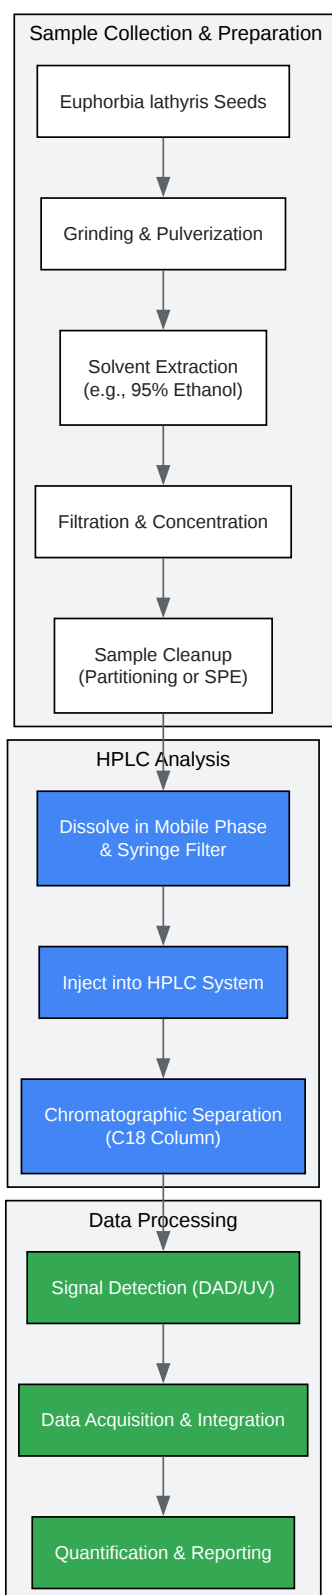 Sample Collection & Preparation
Euphorbia lathyris Seeds
Grinding & Pulverization
Solvent Extraction
(e.g., 95% Ethanol)
Filtration & Concentration
Sample Cleanup
(Partitioning or SPE)
HPLC Analysis
Dissolve in Mobile Phase
& Syringe Filter
Inject into HPLC System
Chromatographic Separation
(C18 Column)
Data Processing
Signal Detection (DAD/UV)
Data Acquisition & Integration
Quantification & Reporting